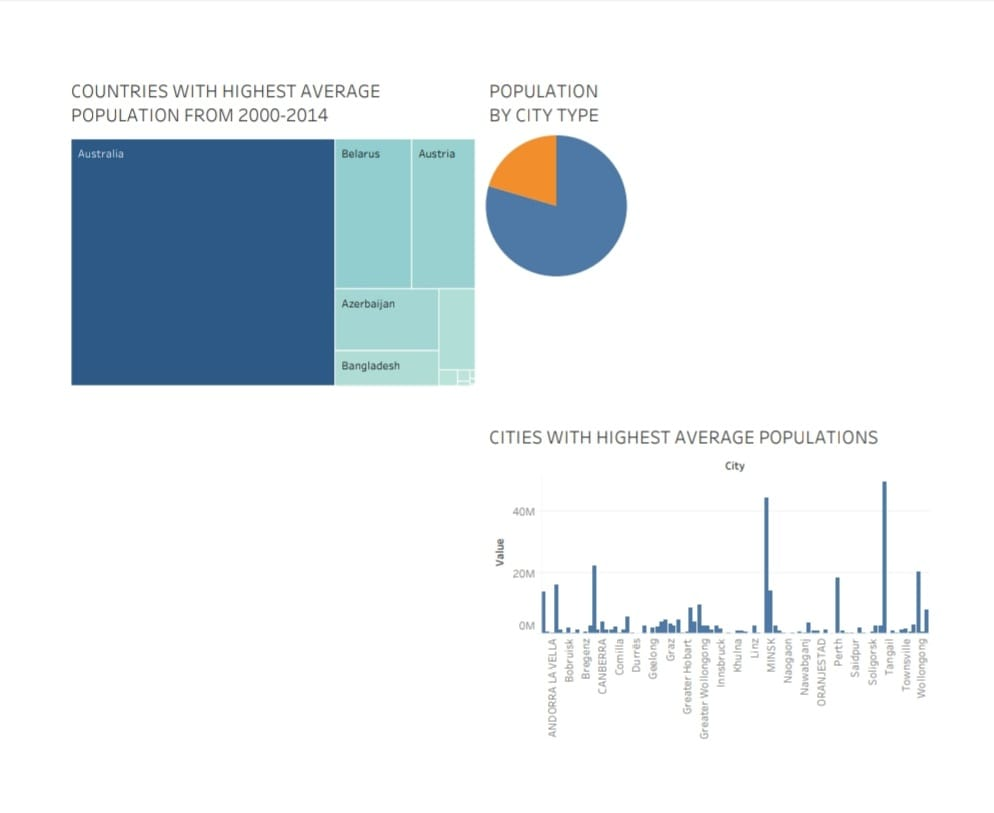 COUNTRIES WITH HIGHEST AVERAGE
POPULATION FROM 2000-2014
Australia
Belarus
Austria
Azerbaijan
Bangladesh
POPULATION
BY CITY TYPE
CITIES WITH HIGHEST AVERAGE POPULATIONS
City
Value
40M
20M
0M
ANDORRA LA VELLA
Bobruisk
Bregenz
CANBERRA
Comilla
Durrës
Geelong
Graz
Greater Hobart
Greater Wollongong
Innsbruck
Khulna
Linz
MINSK
Naogaon
Nawabganj
ORANJESTAD
Perth
Saidpur
Soligorsk
Tangail
Townsville
Wollongong